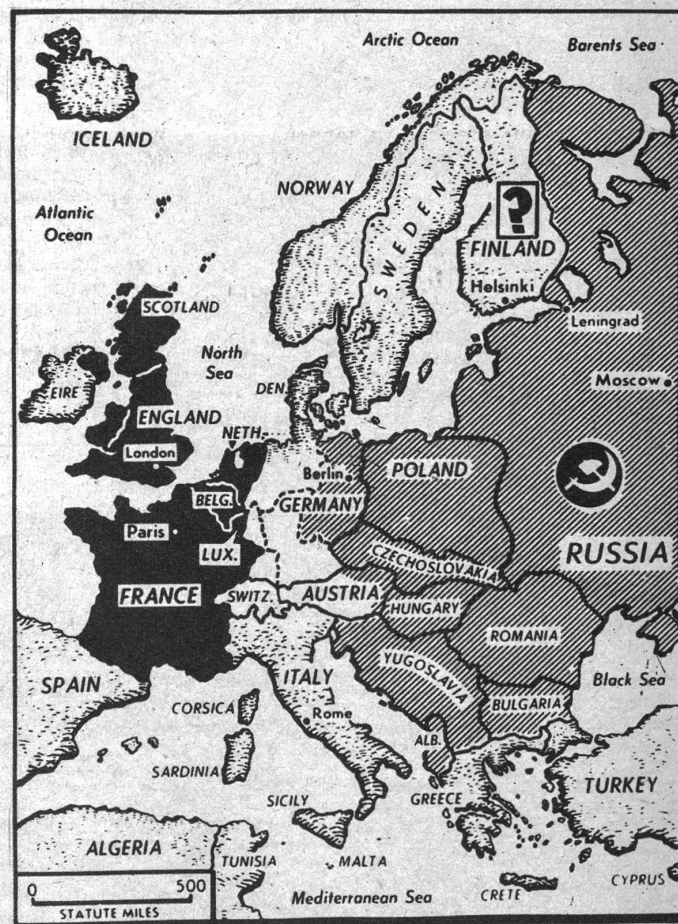 Arctic Ocean
Barents Sea
ICELAND
NORWAY
Atlantic
Ocean
SWEDEN
?
FINLAND
Helsinki
SCOTLAND
Leningrad
North
Sea
Moscow
EIRE
DEN.
ENGLAND
NETH.
London
Berlin
POLAND
BELG.
GERMANY
Paris
LUX.
CZECHOSLOVAKIA
RUSSIA
FRANCE
SWITZ.
AUSTRIA
HUNGARY
ROMANIA
YUGOSLAVIA
SPAIN
ITALY
Black Sea
CORSICA
Rome
BULGARIA
ALB.
SARDINIA
TURKEY
SICILY
GREECE
ALGERIA
TUNISIA
MALTA
CYPRUS
0 500
STATUTE MILES
Mediterranean Sea
CRETE